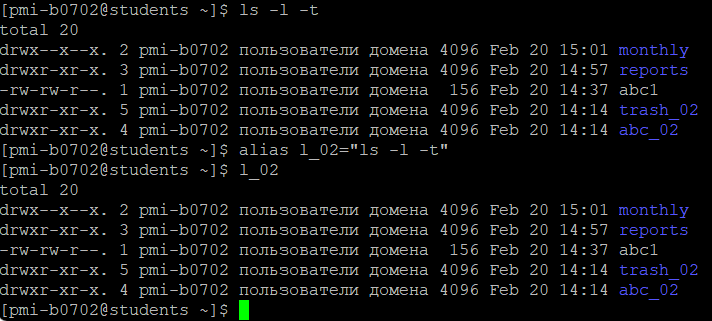 [pmi-b0702@students ~]$ ls -l -t
total 20
drwx--x--x. 2 pmi-b0702 пользователи домена 4096 Feb 20 15:01 monthly
drwxr-xr-x. 3 pmi-b0702 пользователи домена 4096 Feb 20 14:57 reports
-rw-rw-r--. 1 pmi-b0702 пользователи домена  156 Feb 20 14:37 abc1
drwxr-xr-x. 5 pmi-b0702 пользователи домена 4096 Feb 20 14:14 trash_02
drwxr-xr-x. 4 pmi-b0702 пользователи домена 4096 Feb 20 14:14 abc_02
[pmi-b0702@students ~]$ alias l_02="ls -l -t"
[pmi-b0702@students ~]$ l_02
total 20
drwx--x--x. 2 pmi-b0702 пользователи домена 4096 Feb 20 15:01 monthly
drwxr-xr-x. 3 pmi-b0702 пользователи домена 4096 Feb 20 14:57 reports
-rw-rw-r--. 1 pmi-b0702 пользователи домена  156 Feb 20 14:37 abc1
drwxr-xr-x. 5 pmi-b0702 пользователи домена 4096 Feb 20 14:14 trash_02
drwxr-xr-x. 4 pmi-b0702 пользователи домена 4096 Feb 20 14:14 abc_02
[pmi-b0702@students ~]$